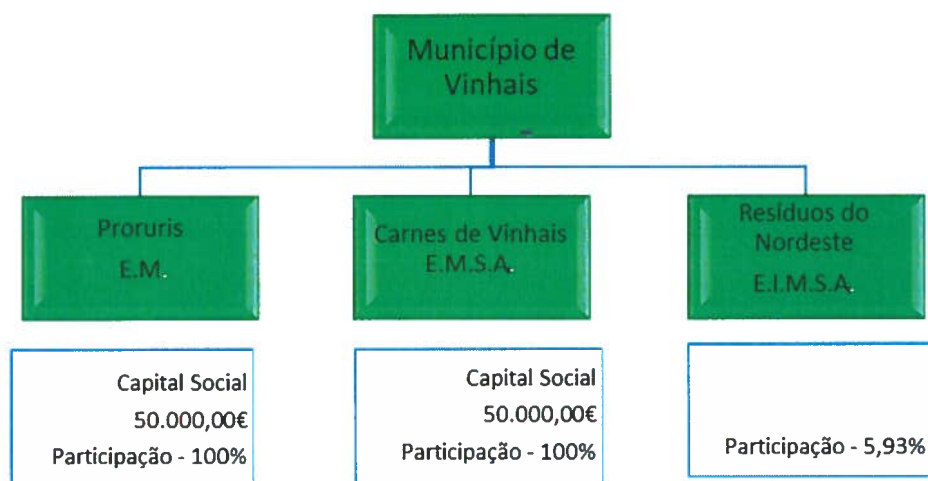 Município de
Vinhais
Proruris
E.M.
Carnes de Vinhais
E.M.S.A.
Resíduos do
Nordeste
E.I.M.S.A.
Capital Social
50.000,00€
Participação - 100%
Capital Social
50.000,00€
Participação - 100%
Participação - 5,93%